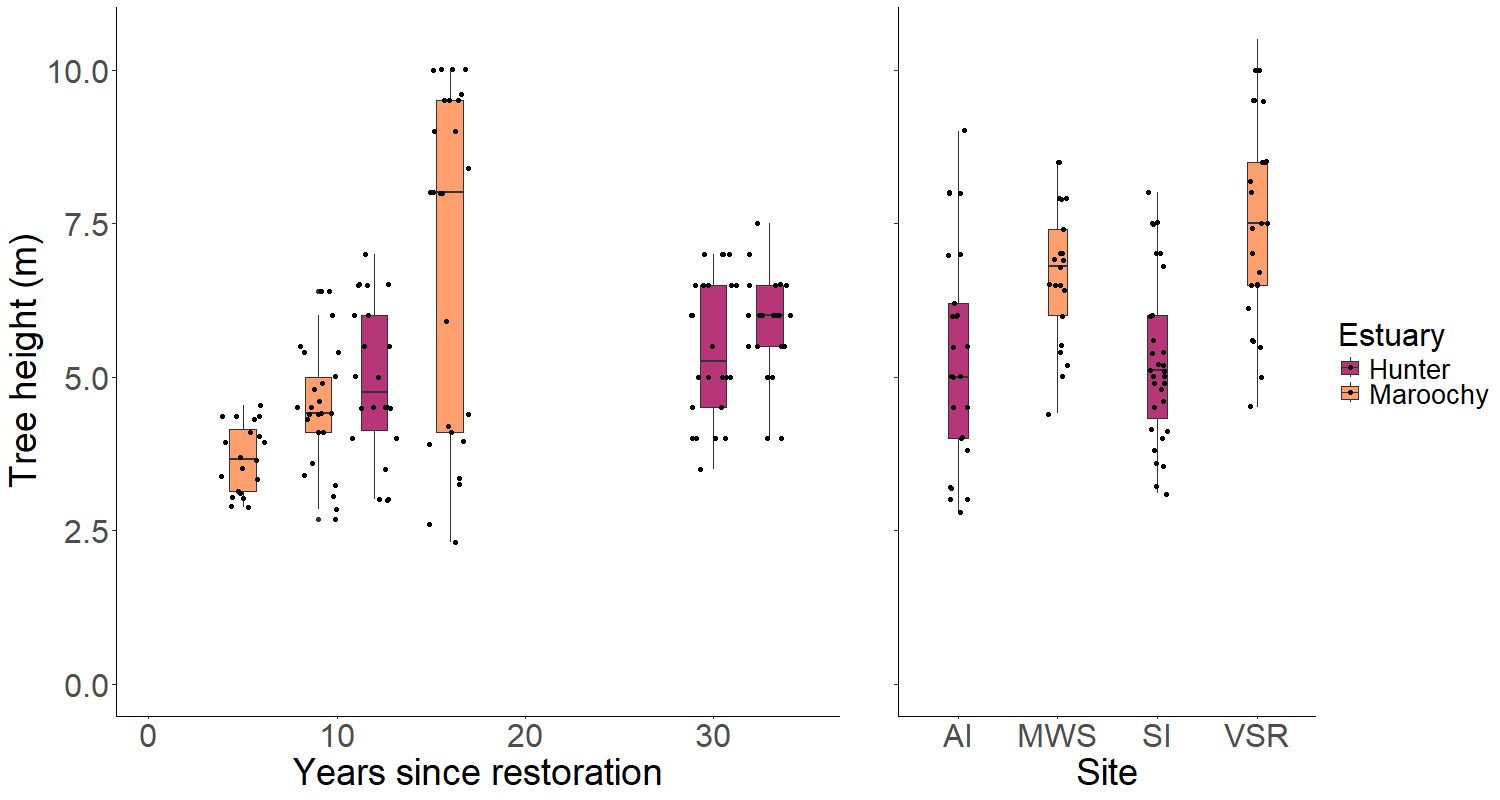 Tree height (m)
10.0
7.5
5.0
2.5
0.0
0 10 20 30
Years since restoration
AI MWS SI VSR
Site
Estuary
Hunter
Maroochy